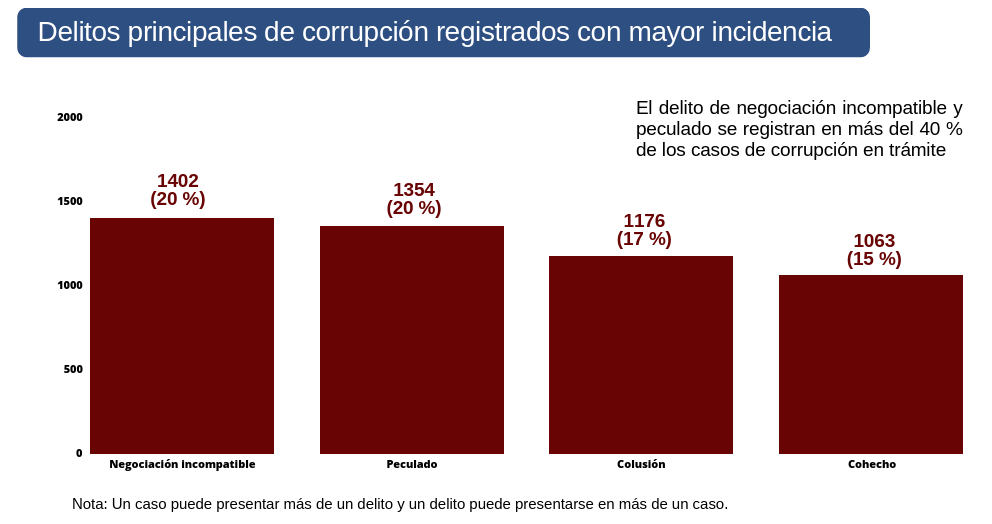 Delitos principales de corrupción registrados con mayor incidencia
El delito de negociación incompatible y
peculado se registran en más del 40 %
de los casos de corrupción en trámite
2000
1500
1000
500
0
1402
(20 %)
1354
(20 %)
1176
(17 %)
1063
(15 %)
Negociación incompatible
Peculado
Colusión
Cohecho
Nota: Un caso puede presentar más de un delito y un delito puede presentarse en más de un caso.